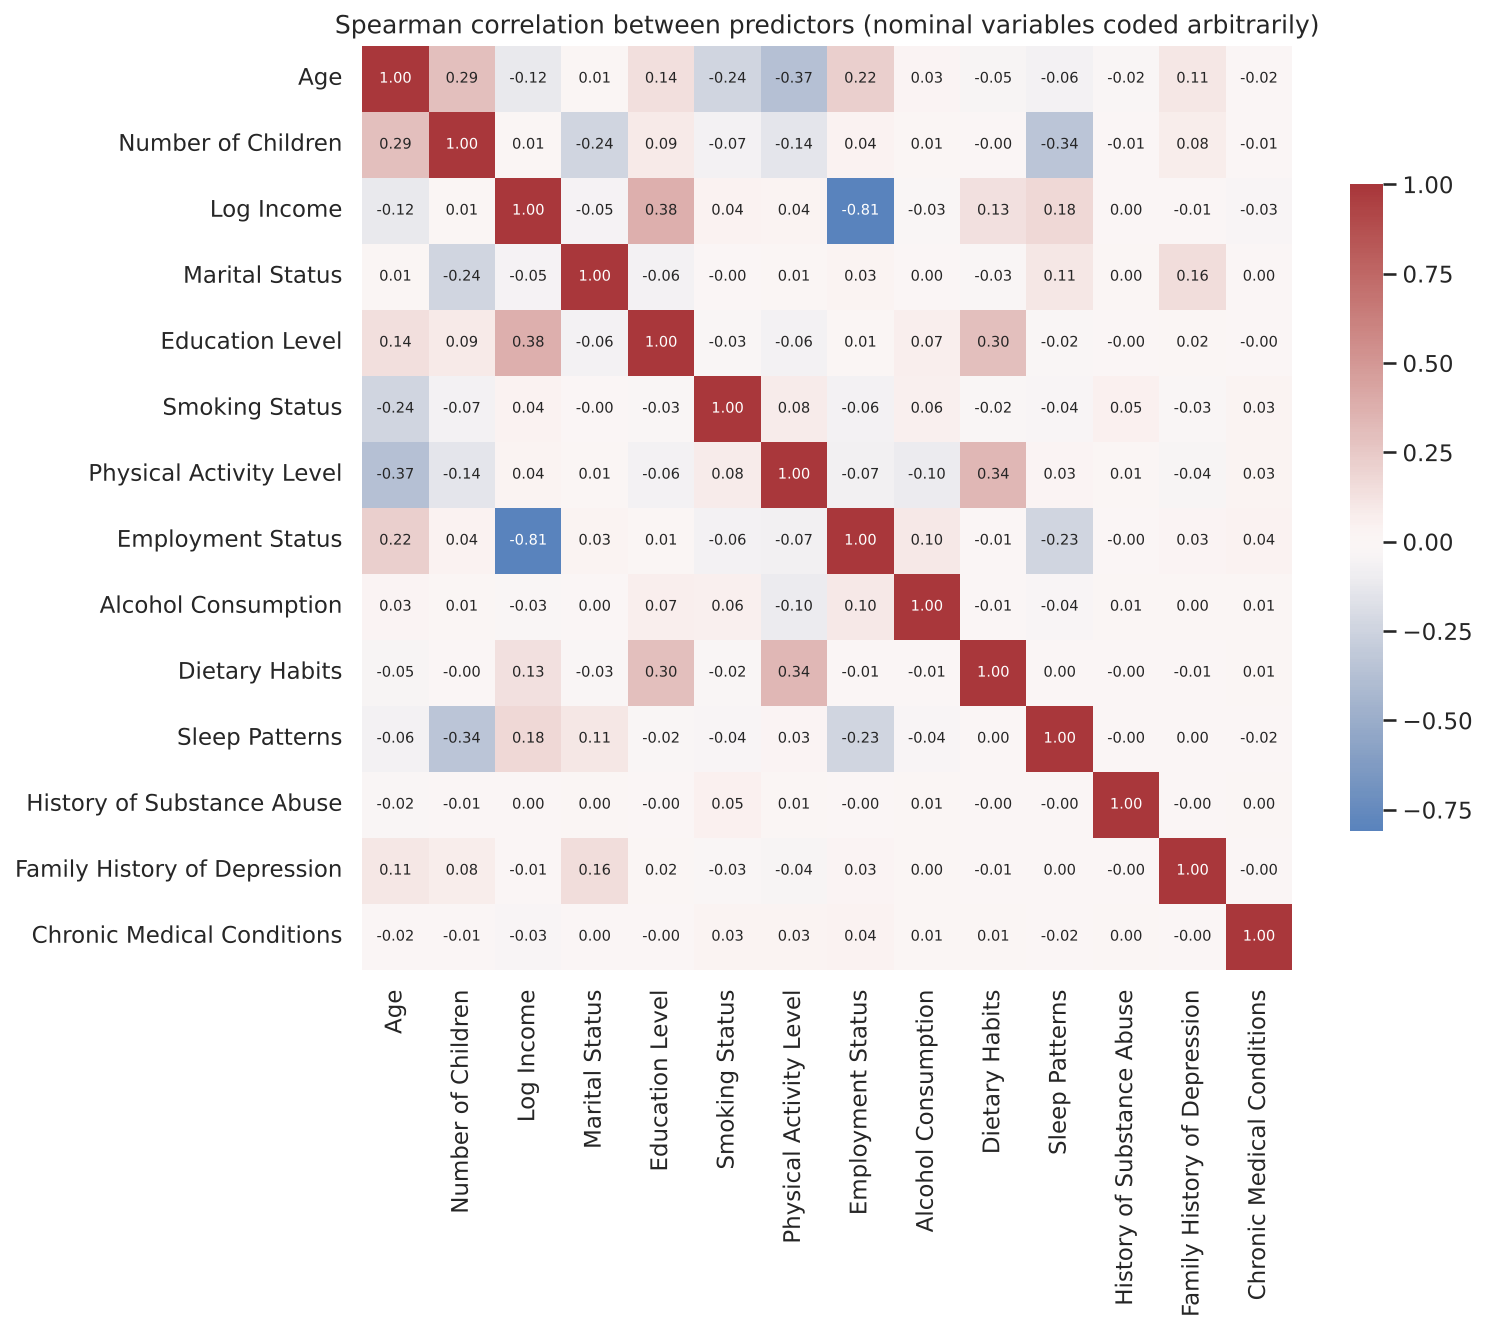 Spearman correlation between predictors (nominal variables coded arbitrarily)
Age 1.00 0.29 -0.12 0.01 0.14 -0.24 -0.37 0.22 0.03 -0.05 -0.06 -0.02 0.11 -0.02
Number of Children 0.29 1.00 0.01 -0.24 0.09 -0.07 -0.14 0.04 0.01 -0.00 -0.34 -0.01 0.08 -0.01
Log Income -0.12 0.01 1.00 -0.05 0.38 0.04 0.04 -0.81 -0.03 0.13 0.18 0.00 -0.01 -0.03
Marital Status 0.01 -0.24 -0.05 1.00 -0.06 -0.00 0.01 0.03 0.00 -0.03 0.11 0.00 0.16 0.00
Education Level 0.14 0.09 0.38 -0.06 1.00 -0.03 -0.06 0.01 0.07 0.30 -0.02 -0.00 0.02 -0.00
Smoking Status -0.24 -0.07 0.04 -0.00 -0.03 1.00 0.08 -0.06 0.06 -0.02 -0.04 0.05 -0.03 0.03
Physical Activity Level -0.37 -0.14 0.04 0.01 -0.06 0.08 1.00 -0.07 -0.10 0.34 0.03 0.01 -0.04 0.03
Employment Status 0.22 0.04 -0.81 0.03 0.01 -0.06 -0.07 1.00 0.10 -0.01 -0.23 -0.00 0.03 0.04
Alcohol Consumption 0.03 0.01 -0.03 0.00 0.07 0.06 -0.10 0.10 1.00 -0.01 -0.04 0.01 0.00 0.01
Dietary Habits -0.05 -0.00 0.13 -0.03 0.30 -0.02 0.34 -0.01 -0.01 1.00 0.00 -0.00 -0.01 0.01
Sleep Patterns -0.06 -0.34 0.18 0.11 -0.02 -0.04 0.03 -0.23 -0.04 0.00 1.00 -0.00 0.00 -0.02
History of Substance Abuse -0.02 -0.01 0.00 0.00 -0.00 0.05 0.01 -0.00 0.01 -0.00 -0.00 1.00 -0.00 0.00
Family History of Depression 0.11 0.08 -0.01 0.16 0.02 -0.03 -0.04 0.03 0.00 -0.01 0.00 -0.00 1.00 -0.00
Chronic Medical Conditions -0.02 -0.01 -0.03 0.00 -0.00 0.03 0.03 0.04 0.01 0.01 -0.02 0.00 -0.00 1.00
Age
Number of Children
Log Income
Marital Status
Education Level
Smoking Status
Physical Activity Level
Employment Status
Alcohol Consumption
Dietary Habits
Sleep Patterns
History of Substance Abuse
Family History of Depression
Chronic Medical Conditions
1.00
0.75
0.50
0.25
0.00
−0.25
−0.50
−0.75